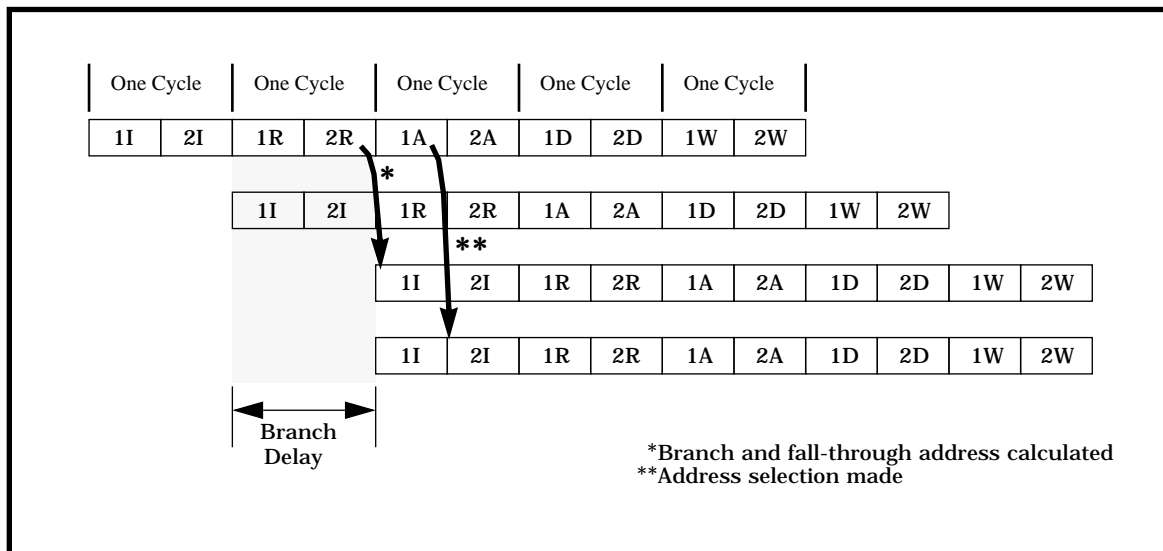 One Cycle One Cycle One Cycle One Cycle One Cycle
1I 2I 1R 2R 1A 2A 1D 2D 1W 2W
*
1I 2I 1R 2R 1A 2A 1D 2D 1W 2W
**
1I 2I 1R 2R 1A 2A 1D 2D 1W 2W
1I 2I 1R 2R 1A 2A 1D 2D 1W 2W
Branch
Delay
*Branch and fall-through address calculated
**Address selection made